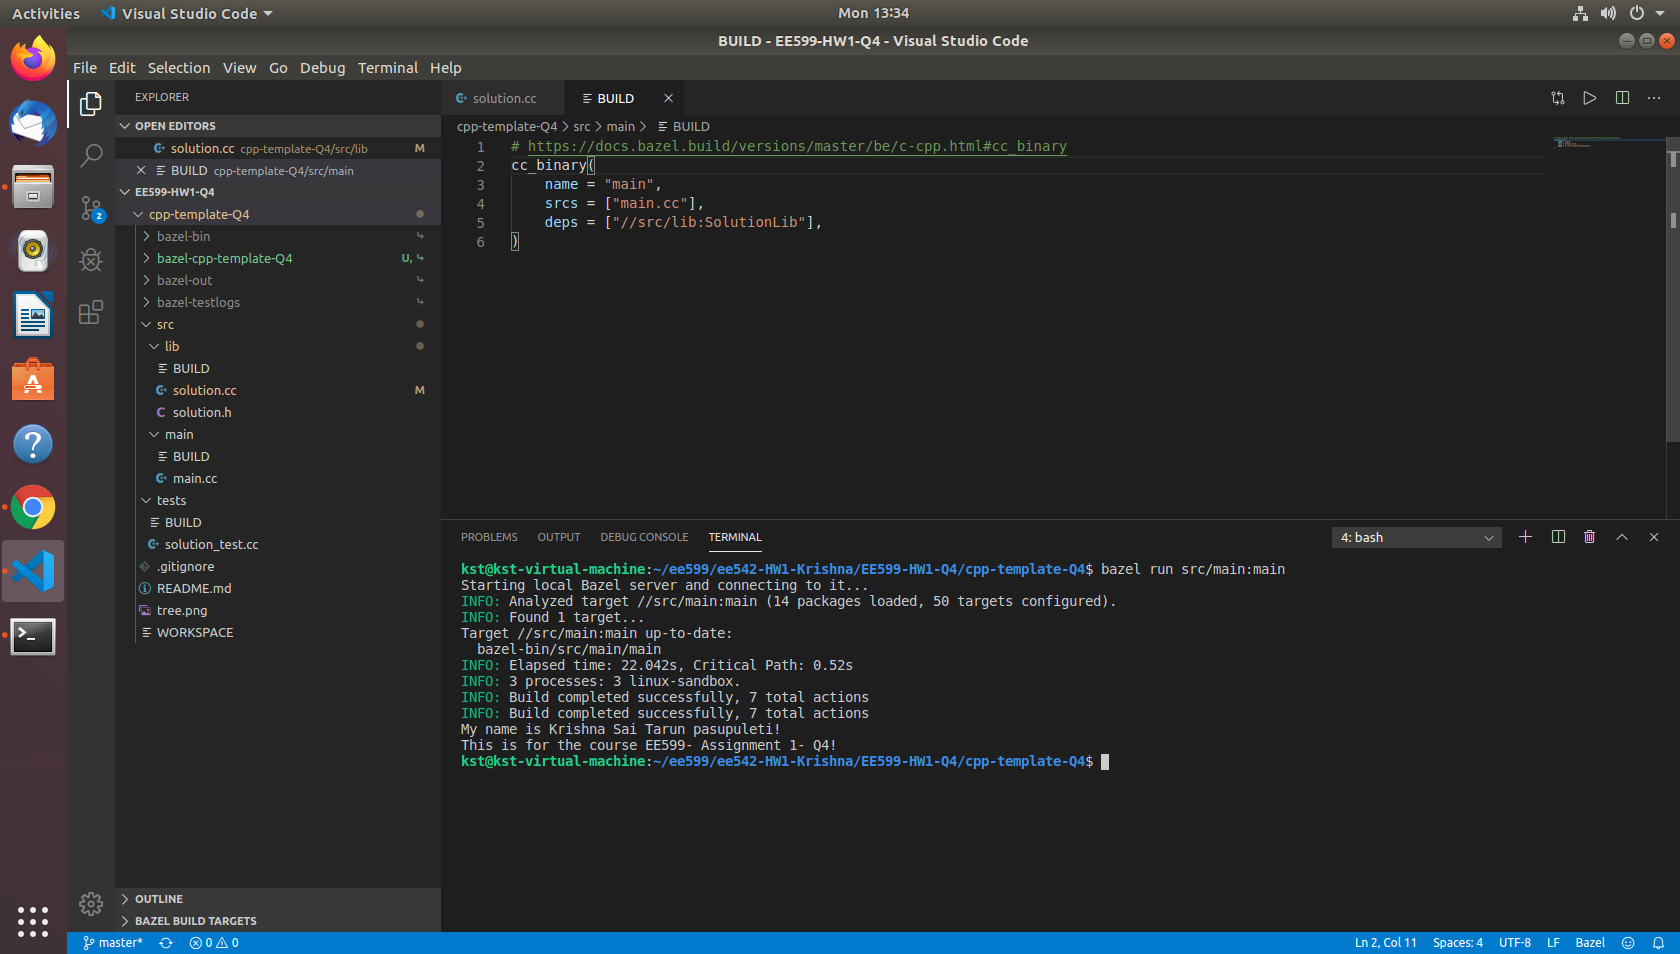 Activities
Visual Studio Code
Mon 13:34
BUILD - EE599-HW1-Q4 - Visual Studio Code
File Edit Selection View Go Debug Terminal Help
EXPLORER
OPEN EDITORS
solution.cc cpp-template-Q4/src/lib M
BUILD cpp-template-Q4/src/main
EE599-HW1-Q4
cpp-template-Q4
bazel-bin
bazel-cpp-template-Q4 U,
bazel-out
bazel-testlogs
src
lib
BUILD
solution.cc M
solution.h
main
BUILD
main.cc
tests
BUILD
solution_test.cc
.gitignore
README.md
tree.png
WORKSPACE
OUTLINE
BAZEL BUILD TARGETS
2
solution.cc
BUILD
cpp-template-Q4 > src > main > BUILD
1 # https://docs.bazel.build/versions/master/be/c-cpp.html#cc_binary
2 cc_binary(
3 name = "main",
4 srcs = ["main.cc"],
5 deps = ["//src/lib:SolutionLib"],
6 )
PROBLEMS OUTPUT DEBUG CONSOLE TERMINAL
4: bash
kst@kst-virtual-machine:~/ee599/ee542-HW1-Krishna/EE599-HW1-Q4/cpp-template-Q4$ bazel run src/main:main
Starting local Bazel server and connecting to it...
INFO: Analyzed target //src/main:main (14 packages loaded, 50 targets configured).
INFO: Found 1 target...
Target //src/main:main up-to-date:
bazel-bin/src/main/main
INFO: Elapsed time: 22.042s, Critical Path: 0.52s
INFO: 3 processes: 3 linux-sandbox.
INFO: Build completed successfully, 7 total actions
INFO: Build completed successfully, 7 total actions
My name is Krishna Sai Tarun pasupuleti!
This is for the course EE599- Assignment 1- Q4!
kst@kst-virtual-machine:~/ee599/ee542-HW1-Krishna/EE599-HW1-Q4/cpp-template-Q4$
master* 0 0
Ln 2, Col 11 Spaces: 4 UTF-8 LF Bazel